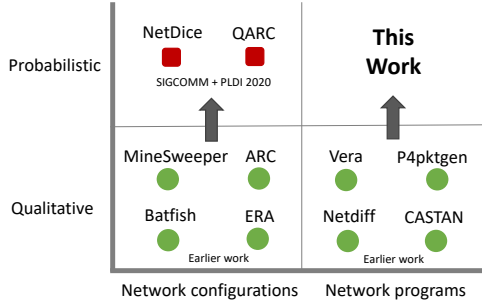 NetDice QARC
Probabilistic
SIGCOMM + PLDI 2020
This
Work
MineSweeper ARC
Vera P4pktgen
Qualitative
Batfish ERA
Netdiff CASTAN
Earlier work
Earlier work
Network configurations
Network programs